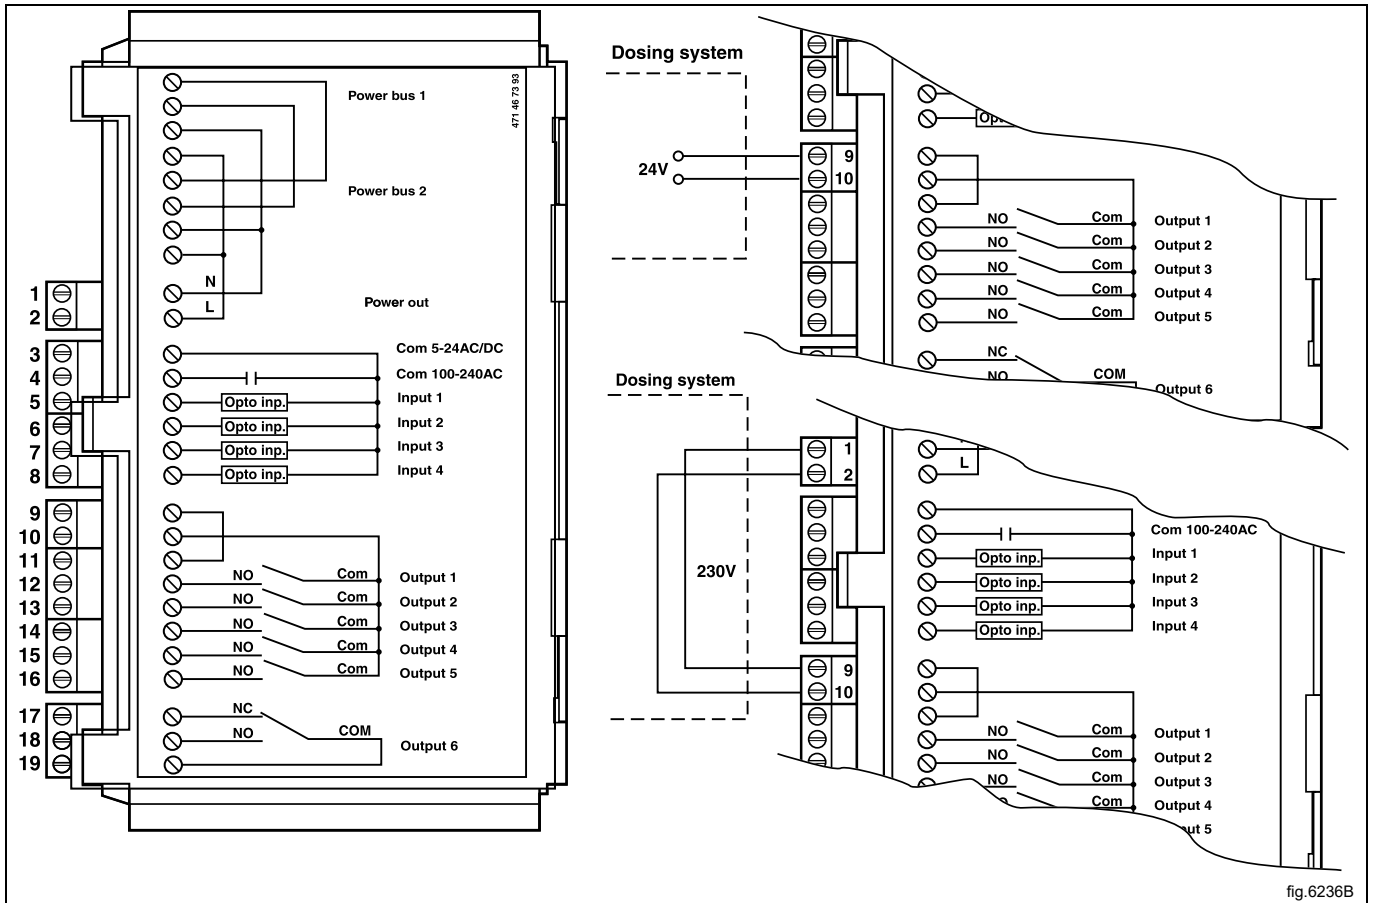 471 46 73 93
Power bus 1
Power bus 2
N
L
Power out
1
2
3
4
5
6
7
8
9
10
11
12
13
14
15
16
17
18
19
Com 5-24AC/DC
Com 100-240AC
Opto inp. Input 1
Opto inp. Input 2
Opto inp. Input 3
Opto inp. Input 4
NO Com Output 1
NO Com Output 2
NO Com Output 3
NO Com Output 4
NO Com Output 5
NC
NO COM Output 6
Dosing system
24V
9
10
NO Com Output 1
NO Com Output 2
NO Com Output 3
NO Com Output 4
NO Com Output 5
NC
NO COM Output 6
Dosing system
230V
1
2
L
Com 100-240AC
Opto inp. Input 1
Opto inp. Input 2
Opto inp. Input 3
Opto inp. Input 4
9
10
NO Com Output 1
NO Com Output 2
NO Com Output 3
Com Output 4
fig.6236B